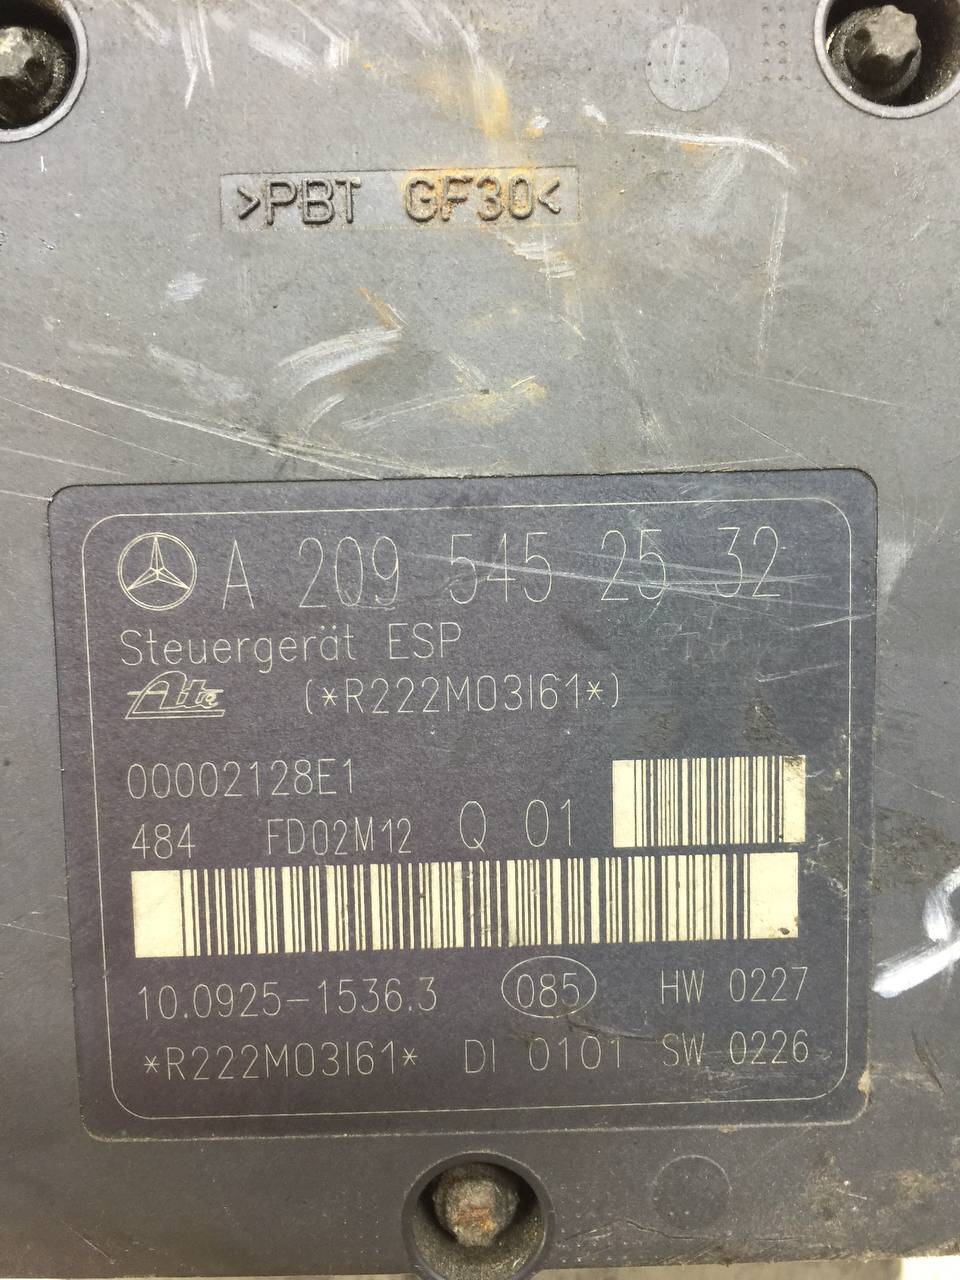 >PBT GF30<
A 209 545 25 32
Steuergerät ESP
Ate (*R222M03I61*)
00002128E1
484 FD02M12 Q 01
10.0925-1536.3 085 HW 0227
*R222M03I61* DI 0101 SW 0226